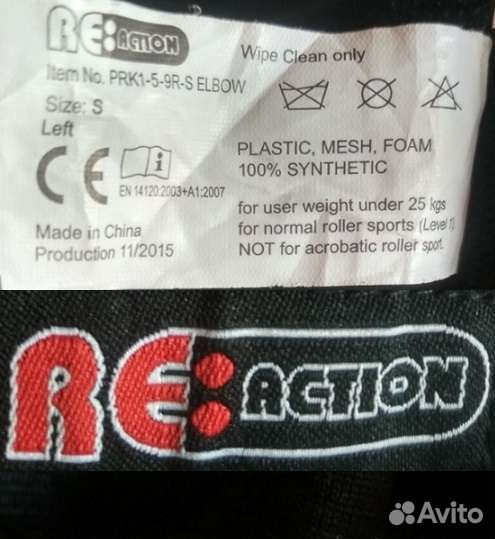 RE:ACTION
Item No. PRK1-5-9R-S ELBOW
Size: S
Left
CE
i
EN 14120:2003+A1:2007
Made in China
Production 11/2015
Wipe Clean only
PLASTIC, MESH, FOAM
100% SYNTHETIC
for user weight under 25 kgs
for normal roller sports (Level 1)
NOT for acrobatic roller sport.
RE:ACTION
Avito